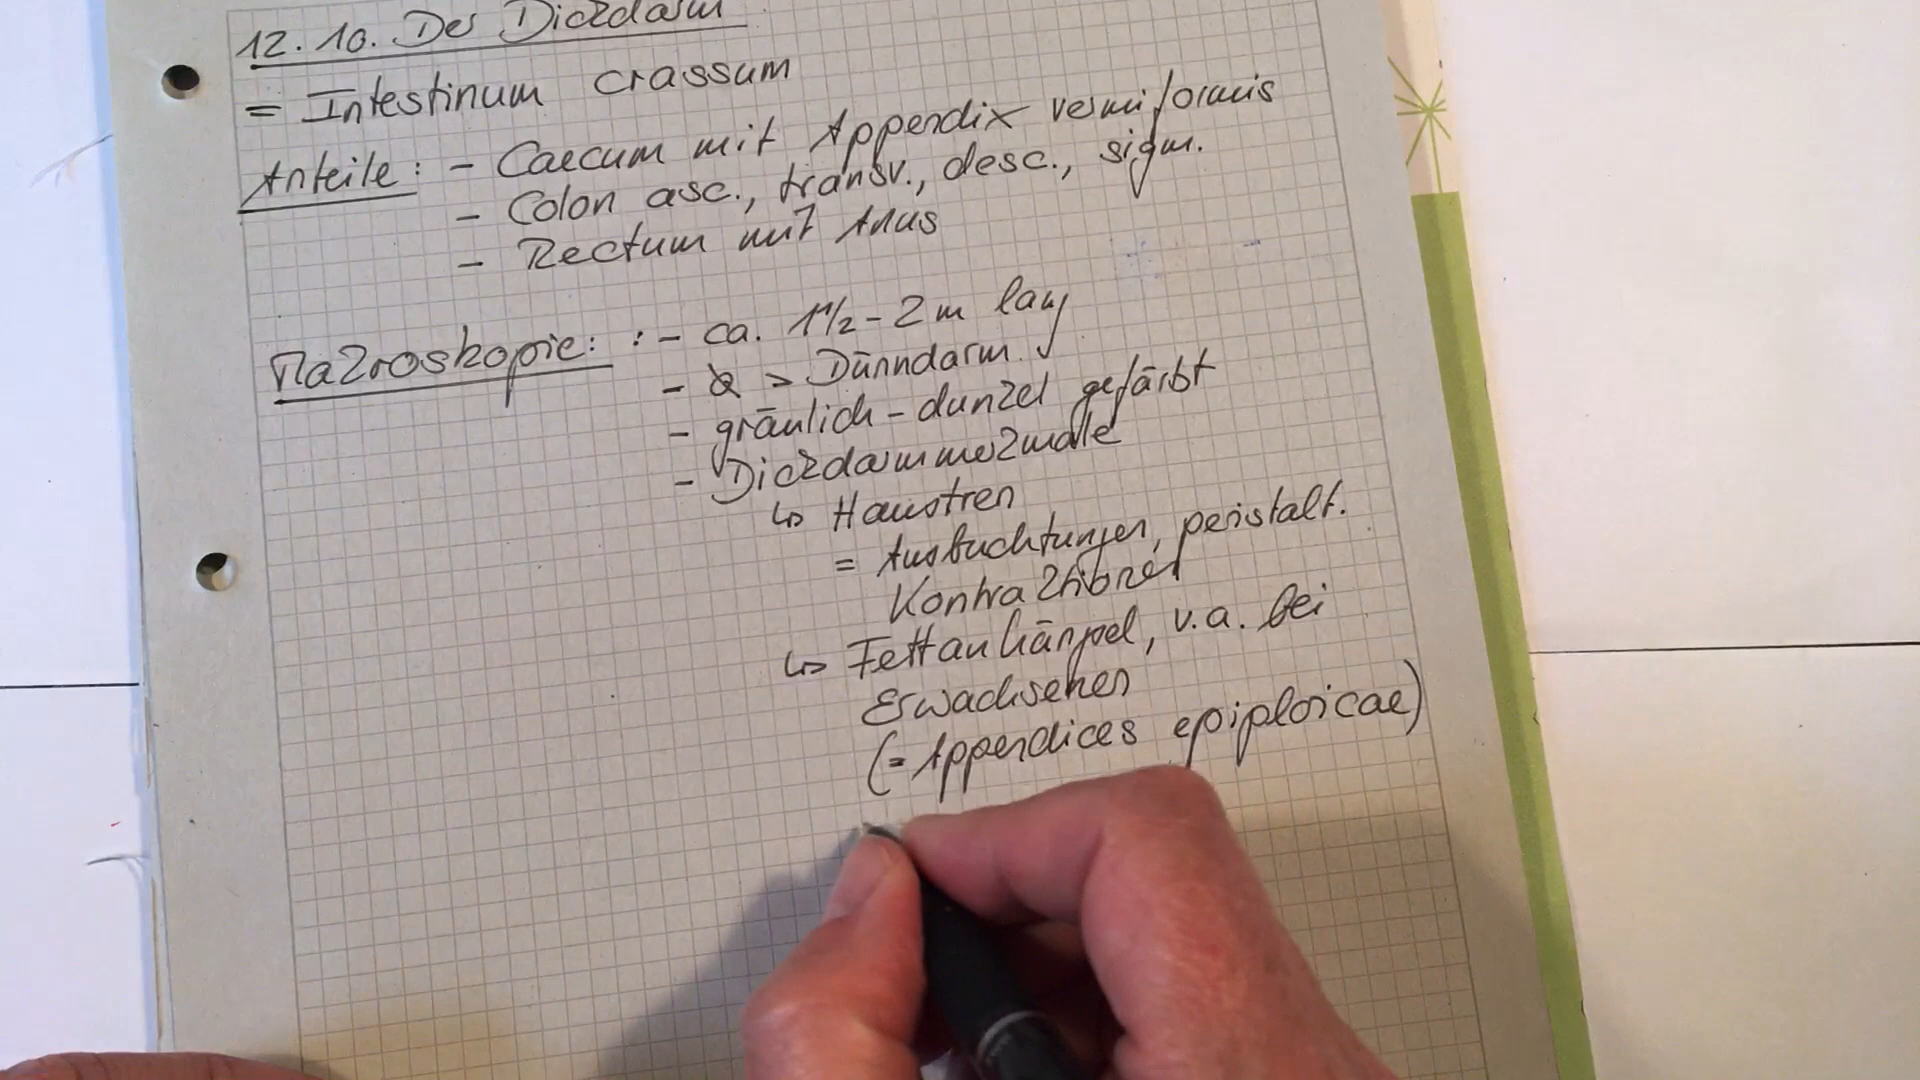 12.10. Der Dickdarm
= Intestinum crassum
Anteile: - Caecum mit Appendix vermiformis
- Colon asc., transv., desc., sigm.
- Rectum mit Anus
Makroskopie: : - ca. 1 1/2 - 2 m lang
- > Dünndarm
- gräulich - dunkel gefärbt
- Dickdarmmerkmale
↳ Haustren
= Ausbuchtungen, peristalt.
Kontraktionen
↳ Fettanhängsel, v.a. bei
Erwachsenen
(= Appendices epiploicae)